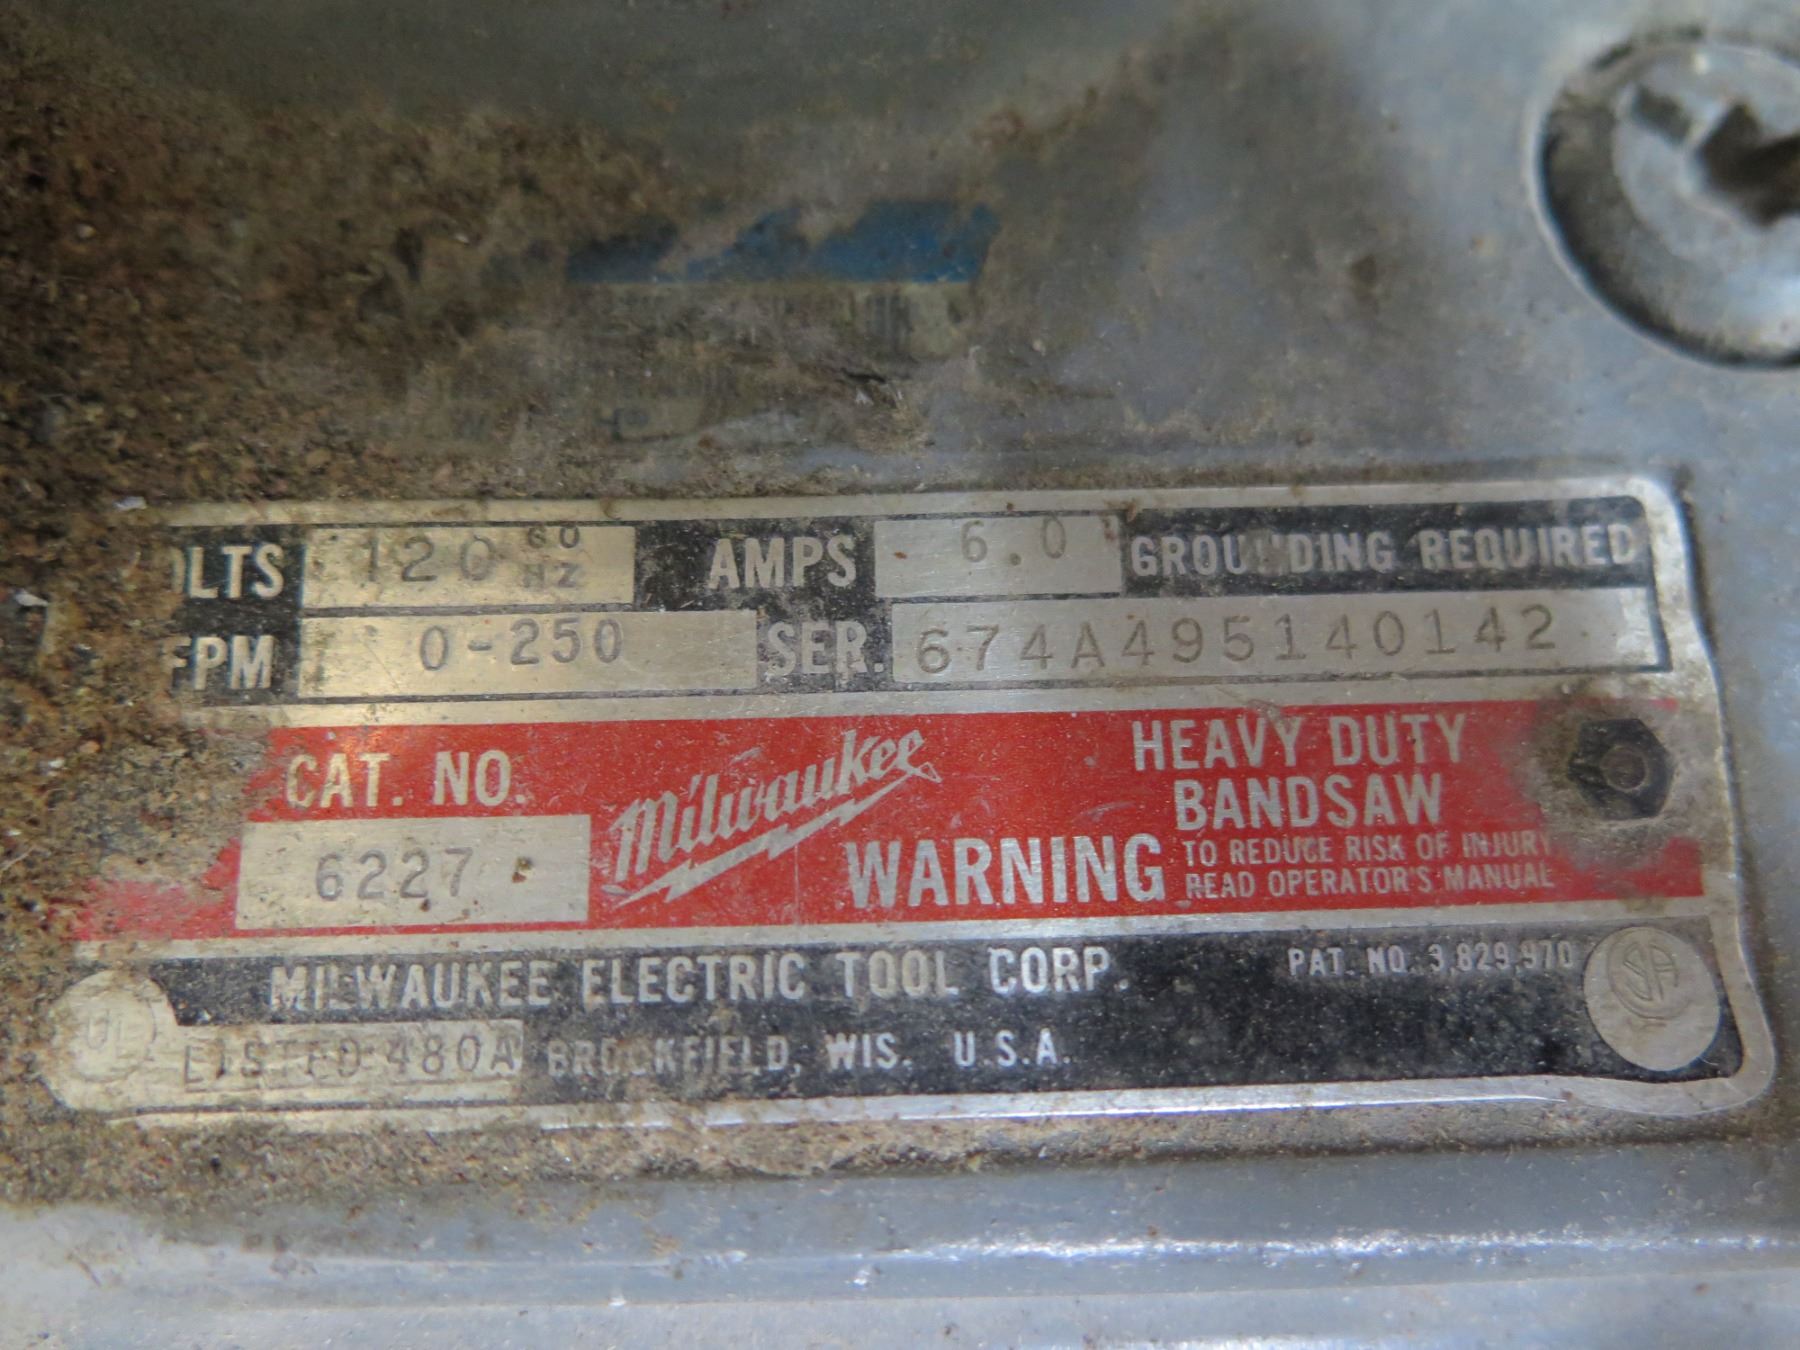 VOLTS 120 60 HZ AMPS 6.0 GROUNDING REQUIRED
FPM 0-250 SER. 674A495140142
CAT. NO. Milwaukee HEAVY DUTY
BANDSAW
6227 WARNING TO REDUCE RISK OF INJURY
READ OPERATOR'S MANUAL
MILWAUKEE ELECTRIC TOOL CORP. PAT. NO. 3,829,970
UL LISTED 480A BROOKFIELD, WIS. U.S.A.